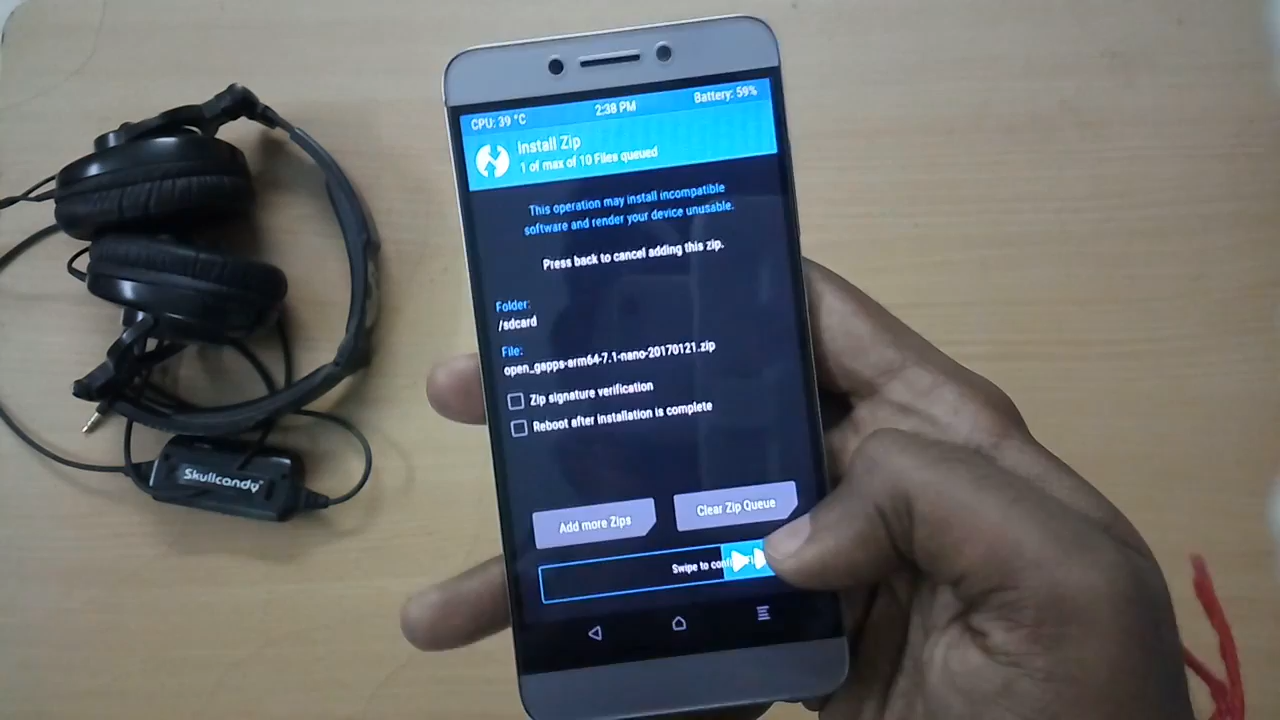 CPU: 39 °C 2:38 PM Battery: 59%
Install Zip
1 of max of 10 Files queued
This operation may install incompatible
software and render your device unusable.
Press back to cancel adding this zip.
Folder:
/sdcard
File:
open_gapps-arm64-7.1-nano-20170121.zip
Zip signature verification
Reboot after installation is complete
Add more Zips
Clear Zip Queue
Swipe to
Skullcandy